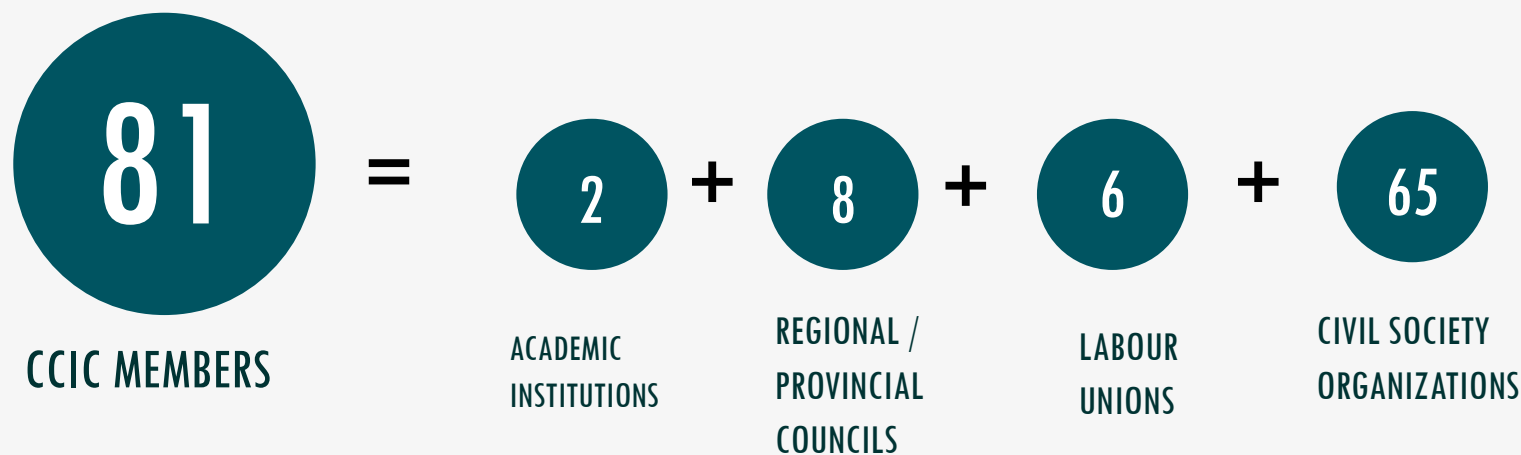 81
=
2
+
8
+
6
+
65
CCIC MEMBERS
ACADEMIC
INSTITUTIONS
REGIONAL /
PROVINCIAL
COUNCILS
LABOUR
UNIONS
CIVIL SOCIETY
ORGANIZATIONS